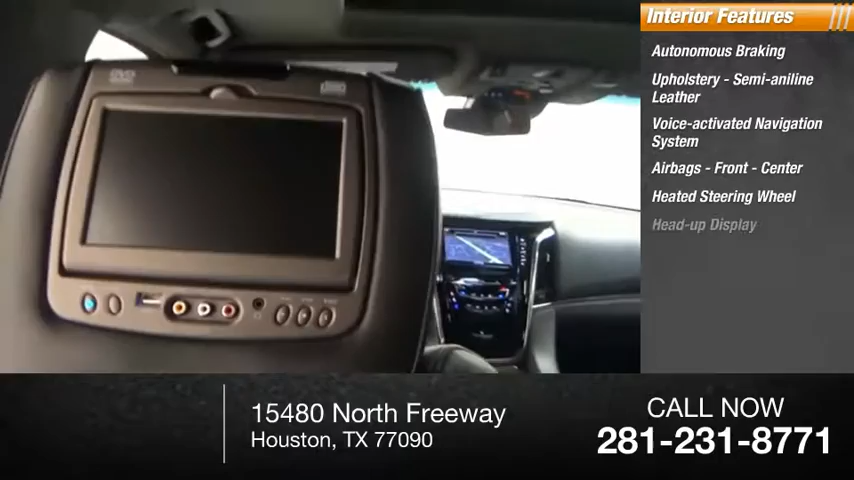 Interior Features
Autonomous Braking
Upholstery - Semi-aniline
Leather
Voice-activated Navigation
System
Airbags - Front - Center
Heated Steering Wheel
Head-up Display
15480 North Freeway
Houston, TX 77090
CALL NOW
281-231-8771